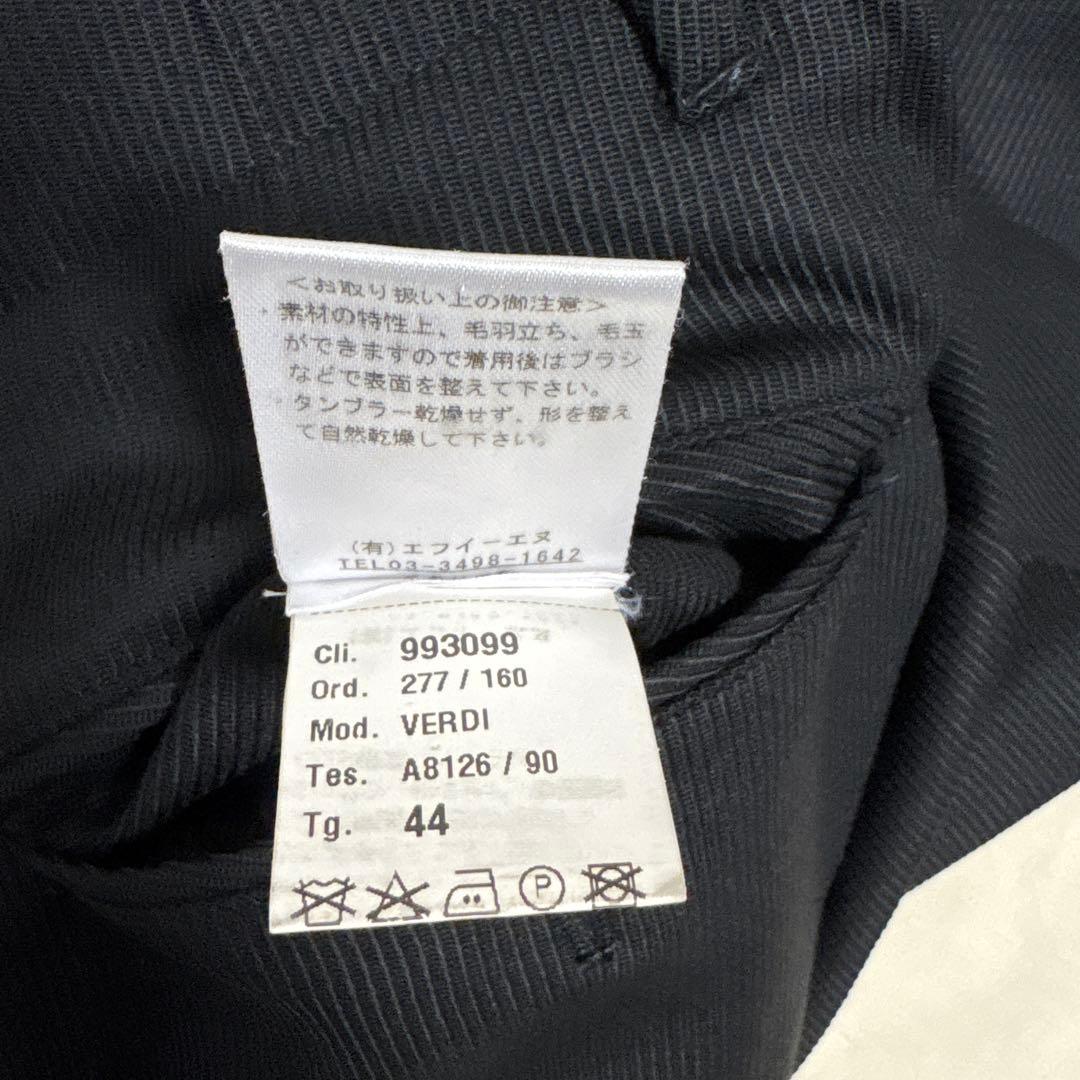 <お取り扱い上の御注意>
・素材の特性上、毛羽立ち、毛玉
ができますので着用後はブラシ
などで表面を整えて下さい。
・タンブラー乾燥せず、形を整え
て自然乾燥して下さい。
(有)エフイーエヌ
TEL03-3498-1642
Cli. 993099
Ord. 277 / 160
Mod. VERDI
Tes. A8126 / 90
Tg. 44
P